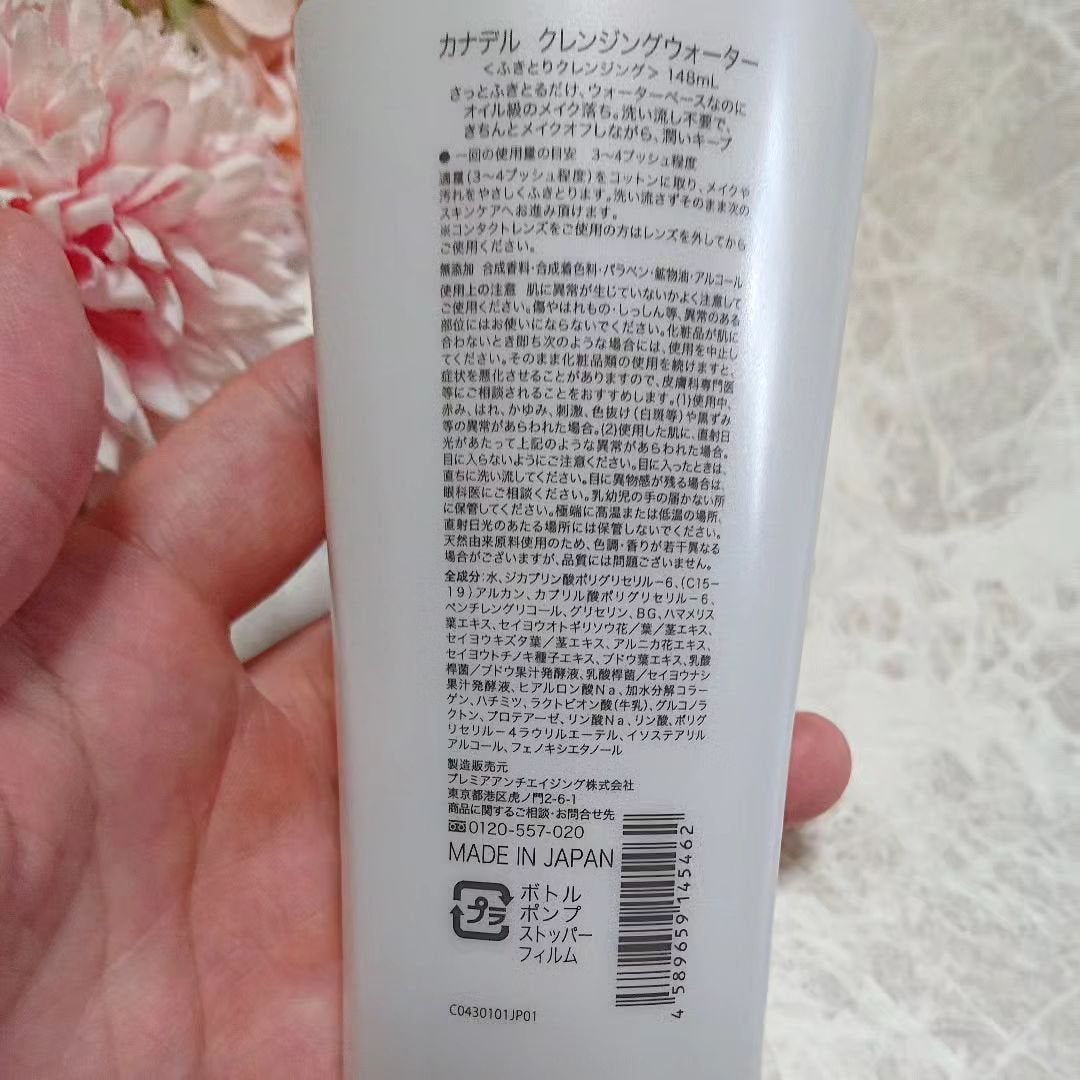 カナデル クレンジングウォーター
<ふきとりクレンジング> 148mL
さっとふきとるだけ、ウォーターベースなのに
オイル級のメイク落ち。洗い流し不要で、
きちんとメイクオフしながら、潤いキープ
●一回の使用量の目安 3〜4プッシュ程度
適量(3〜4プッシュ程度)をコットンに取り、メイクや
汚れをやさしくふきとります。洗い流さずそのまま次の
スキンケアへお進み頂けます。
※コンタクトレンズをご使用の方はレンズを外してから
ご使用ください。
無添加 合成香料・合成着色料・パラベン・鉱物油・アルコール
使用上の注意 肌に異常が生じていないかよく注意して
ご使用ください。傷やはれもの・しっしん等、異常のある
部位にはお使いにならないでください。化粧品が肌に
合わないとき即ち次のような場合には、使用を中止し
てください。そのまま化粧品類の使用を続けますと、
症状を悪化させることがありますので、皮膚科専門医
等にご相談されることをおすすめします。(1)使用中、
赤み、はれ、かゆみ、刺激、色抜け(白斑等)や黒ずみ
等の異常があらわれた場合。(2)使用した肌に、直射日
光があたって上記のような異常があらわれた場合。
目に入らないようにご注意ください。目に入ったときは、
直ちに洗い流してください。目に異物感が残る場合は、
眼科医にご相談ください。乳幼児の手の届かない所
に保管してください。極端に高温または低温の場所、
直射日光のあたる場所には保管しないでください。
天然由来原料使用のため、色調・香りが若干異なる
場合がございますが、品質には問題ございません。
全成分:水、ジカプリン酸ポリグリセリル-6、(C15-
19)アルカン、カプリル酸ポリグリセリル-6、
ペンチレングリコール、グリセリン、BG、ハマメリス
葉エキス、セイヨウオトギリソウ花/葉/茎エキス、
セイヨウキズタ葉/茎エキス、アルニカ花エキス、
セイヨウトチノキ種子エキス、ブドウ葉エキス、乳酸
桿菌/ブドウ果汁発酵液、乳酸桿菌/セイヨウナシ
果汁発酵液、ヒアルロン酸Na、加水分解コラー
ゲン、ハチミツ、ラクトビオン酸(牛乳)、グルコノラ
クトン、プロテアーゼ、リン酸Na、リン酸、ポリグ
リセリル-4ラウリルエーテル、イソステアリル
アルコール、フェノキシエタノール
製造販売元
プレミアアンチエイジング株式会社
東京都港区虎ノ門2-6-1
商品に関するご相談・お問合せ先
0120-557-020
MADE IN JAPAN
プラ
ボトル
ポンプ
ストッパー
フィルム
4 589659 145462
C0430101JP01